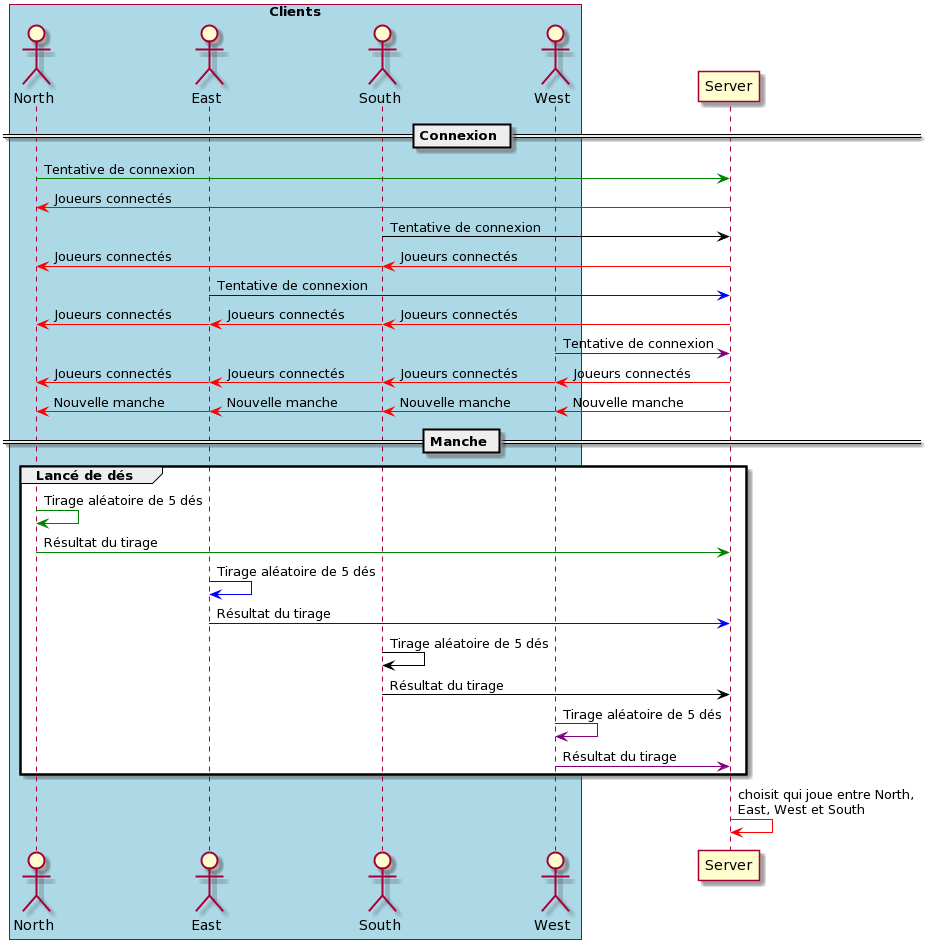 Clients
North East South West Server
Connexion
Tentative de connexion
Joueurs connectés
Tentative de connexion
Joueurs connectés Joueurs connectés
Tentative de connexion
Joueurs connectés Joueurs connectés Joueurs connectés
Tentative de connexion
Joueurs connectés Joueurs connectés Joueurs connectés Joueurs connectés
Nouvelle manche Nouvelle manche Nouvelle manche Nouvelle manche
Manche
Lancé de dés
Tirage aléatoire de 5 dés
Résultat du tirage
Tirage aléatoire de 5 dés
Résultat du tirage
Tirage aléatoire de 5 dés
Résultat du tirage
Tirage aléatoire de 5 dés
Résultat du tirage
choisit qui joue entre North,
East, West et South
North East South West Server